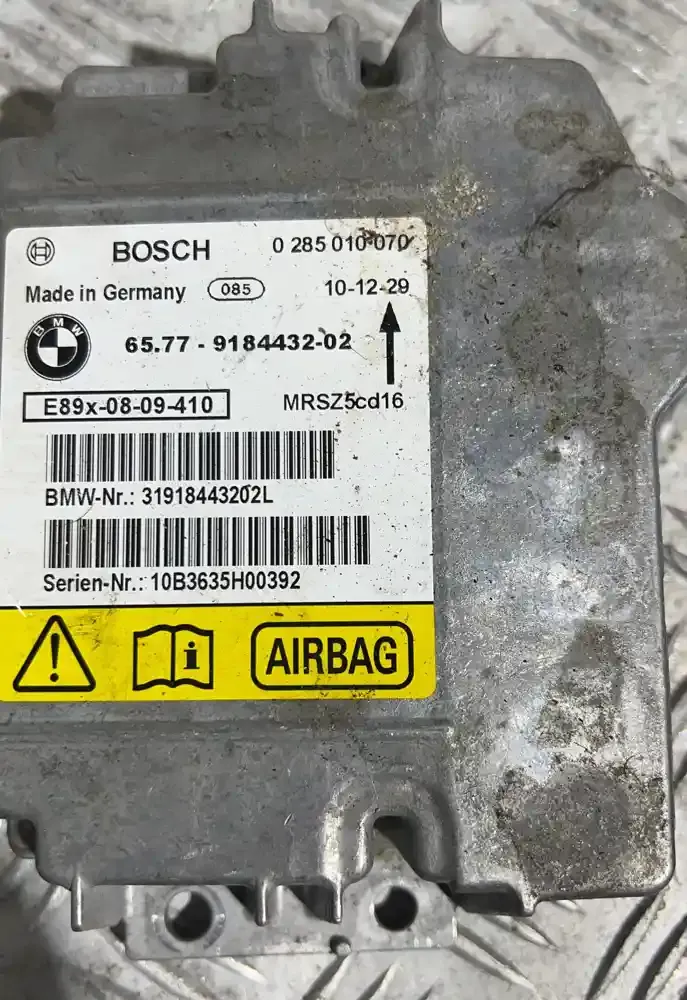 BOSCH 0 285 010 070
Made in Germany 085 10-12-29
BMW 65.77 - 9184432-02
E89x-08-09-410 MRSZ5cd16
BMW-Nr.: 31918443202L
Serien-Nr.: 10B3635H00392
i AIRBAG